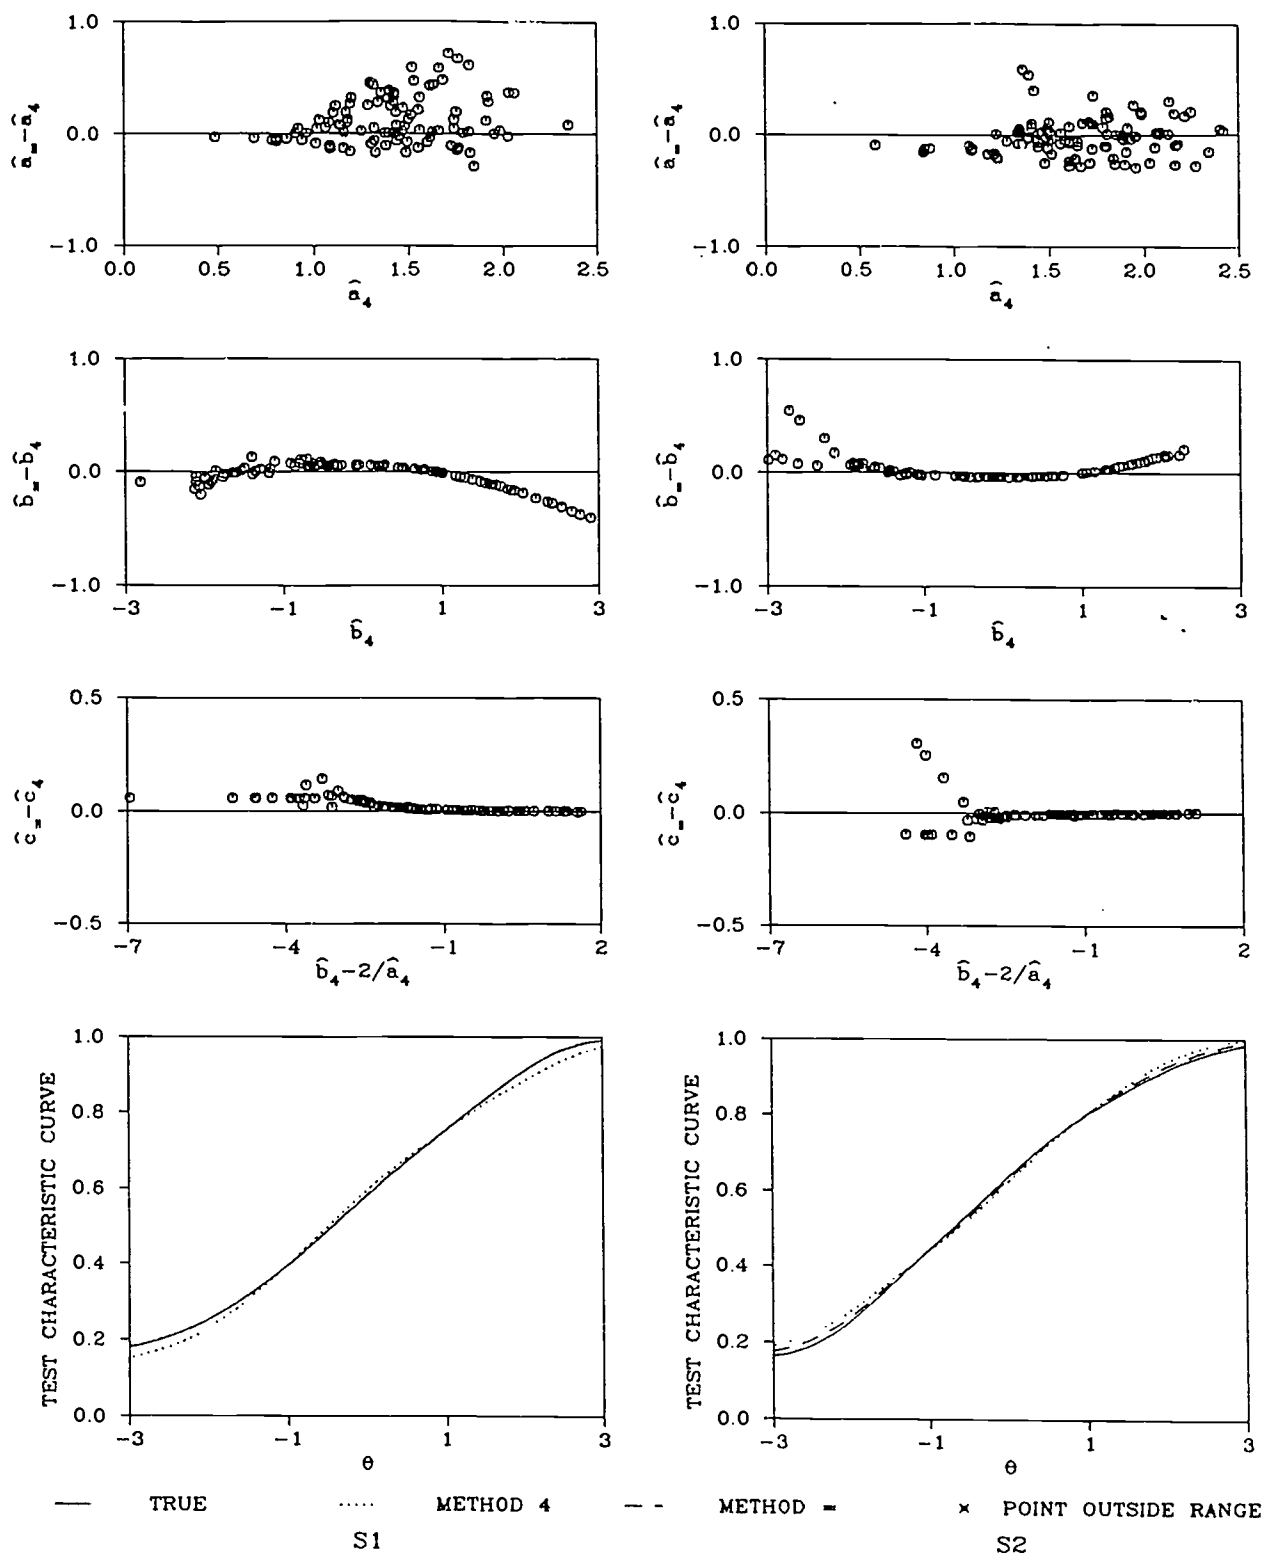 1.0 0.0 −1.0
â₌−â₄
0.0 0.5 1.0 1.5 2.0 2.5
â₄
1.0 0.0 −1.0
â₌−â₄
0.0 0.5 1.0 1.5 2.0 2.5
â₄
1.0 0.0 −1.0
b̂₌−b̂₄
−3 −1 1 3
b̂₄
1.0 0.0 −1.0
b̂₌−b̂₄
−3 −1 1 3
b̂₄
0.5 0.0 −0.5
ĉ₌−ĉ₄
−7 −4 −1 2
b̂₄−2/â₄
0.5 0.0 −0.5
ĉ₌−ĉ₄
−7 −4 −1 2
b̂₄−2/â₄
1.0 0.8 0.6 0.4 0.2 0.0
TEST CHARACTERISTIC CURVE
−3 −1 1 3
θ
1.0 0.8 0.6 0.4 0.2 0.0
TEST CHARACTERISTIC CURVE
−3 −1 1 3
θ
— TRUE ..... METHOD 4 – – METHOD = × POINT OUTSIDE RANGE
S1 S2